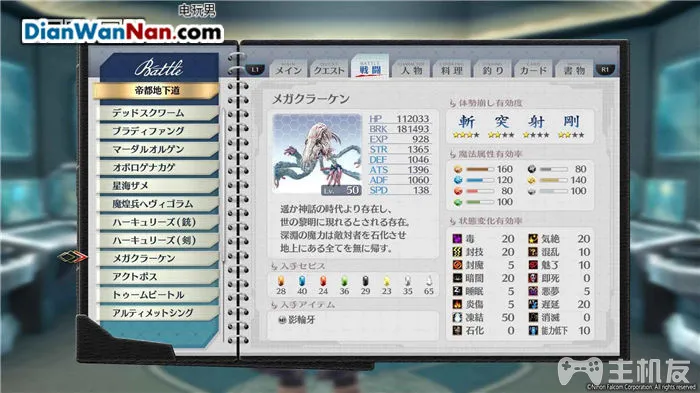 电玩男
DianWanNan.com
Battle
帝都地下道
デッドスクワーム
ブラディファング
マーダルオルゲン
オボロゲナカゲ
星海ザメ
魔煌兵ハヴィゴラム
ハーキュリーズ(銃)
ハーキュリーズ(剣)
メガクラーケン
アクトポス
トゥームビートル
アルティメットシング
L1 メイン クエスト BATTLE 戦闘 CHARACTER 人物 COOKING 料理 釣り カード 書物 R1
メガクラーケン
Lv. 50
HP 112033
BRK 181493
EXP 928
STR 1365
DEF 1046
ATS 1396
ADF 1060
SPD 138
遥か神話の時代より存在し、
世の黎明に現れるとされる存在。
深淵の魔力は敵対者を石化させ
地上にある全てを無に帰す。
入手セピス
28 40 24 36 29 23 35 65
入手アイテム
影輪牙
体勢崩し有効度
斬 突 射 剛
魔法属性有効率
160 80
120 140
80 100
100
状態変化有効率
毒 20 気絶 20
封技 20 混乱 10
封魔 5 魅了 10
暗闇 20 即死 0
睡眠 5 悪夢 5
炎傷 5 遅延 20
凍結 50 消滅 0
石化 0 能力低下 10
主机友
©Nihon Falcom Corporation. All rights reserved.